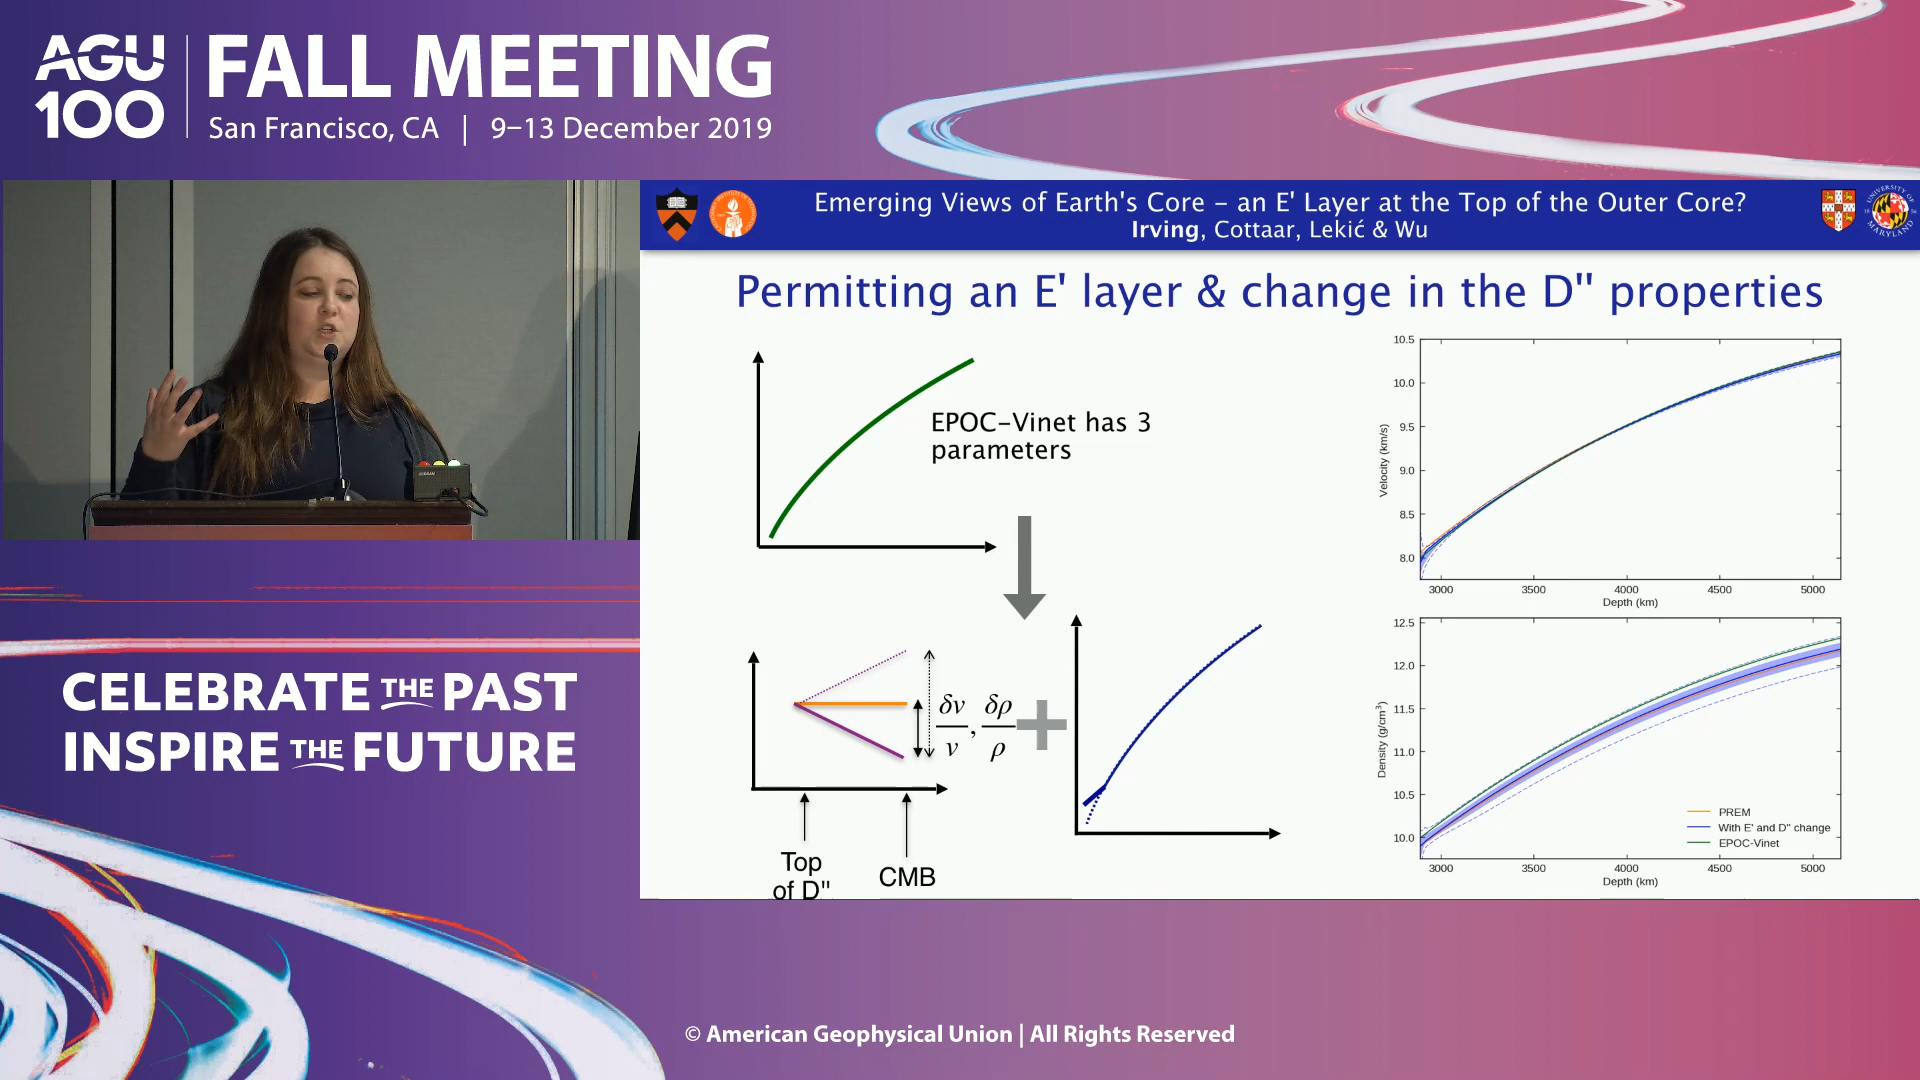 AGU
100
FALL MEETING
San Francisco, CA | 9–13 December 2019
Emerging Views of Earth's Core – an E' Layer at the Top of the Outer Core?
Irving, Cottaar, Lekić & Wu
Permitting an E' layer & change in the D'' properties
EPOC–Vinet has 3
parameters
δv
v
,
δρ
ρ
Top
of D"
CMB
10.5
10.0
9.5
9.0
8.5
8.0
Velocity (km/s)
3000 3500 4000 4500 5000
Depth (km)
12.5
12.0
11.5
11.0
10.5
10.0
Density (g/cm³)
PREM
With E' and D" change
EPOC-Vinet
3000 3500 4000 4500 5000
Depth (km)
CELEBRATE THE PAST
INSPIRE THE FUTURE
© American Geophysical Union | All Rights Reserved